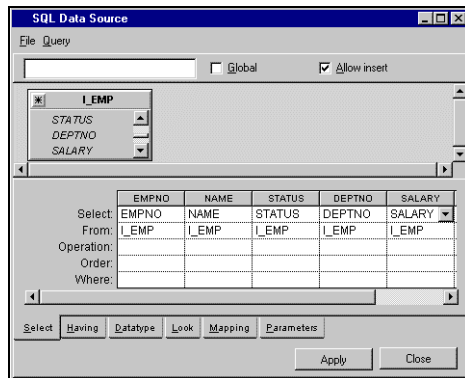 SQL Data Source
File Query
Global Allow insert
I_EMP
STATUS
DEPTNO
SALARY
EMPNO NAME STATUS DEPTNO SALARY
Select: EMPNO NAME STATUS DEPTNO SALARY
From: I_EMP I_EMP I_EMP I_EMP I_EMP
Operation:
Order:
Where:
Select Having Datatype Look Mapping Parameters
Apply Close